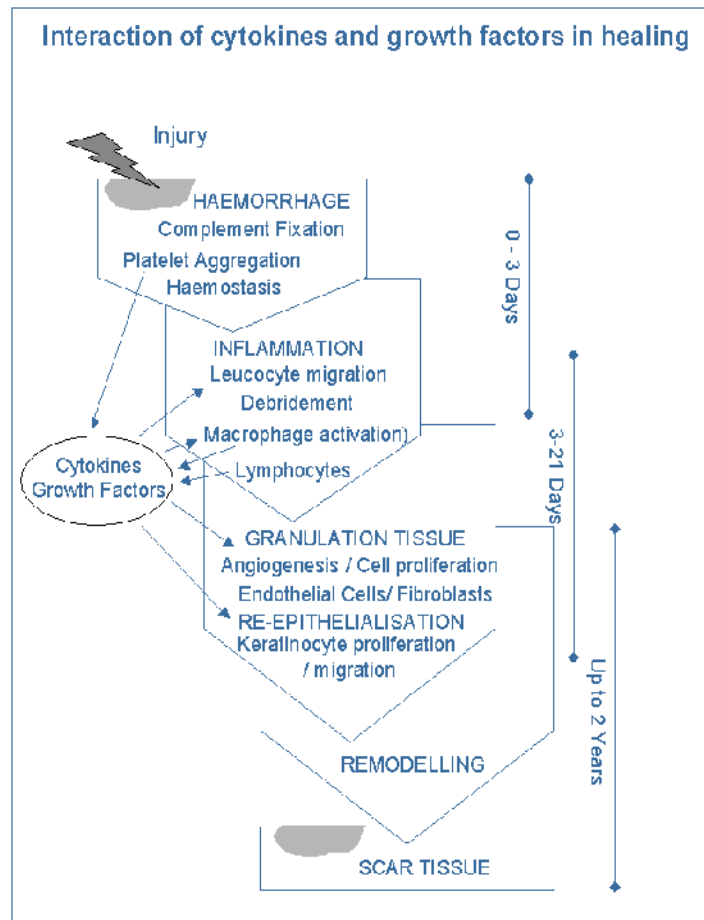 Interaction of cytokines and growth factors in healing
Injury
HAEMORRHAGE
Complement Fixation
Platelet Aggregation
Haemostasis
0 - 3 Days
INFLAMMATION
Leucocyte migration
Debridement
Macrophage activation)
Lymphocytes
Cytokines
Growth Factors
3-21 Days
GRANULATION TISSUE
Angiogenesis / Cell proliferation
Endothelial Cells/ Fibroblasts
RE-EPITHELIALISATION
Keratinocyte proliferation
/ migration
Up to 2 Years
REMODELLING
SCAR TISSUE